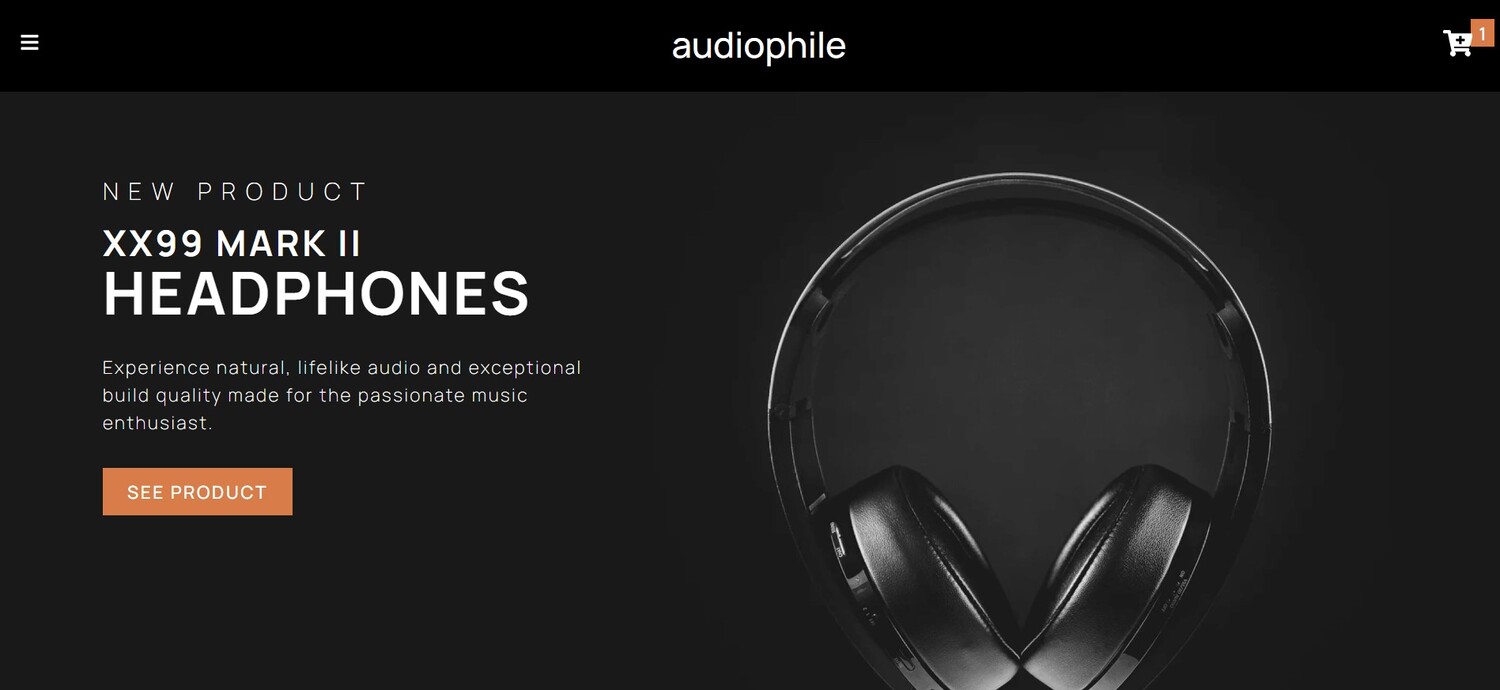 audiophile
1
NEW PRODUCT
XX99 MARK II
HEADPHONES
Experience natural, lifelike audio and exceptional
build quality made for the passionate music
enthusiast.
SEE PRODUCT